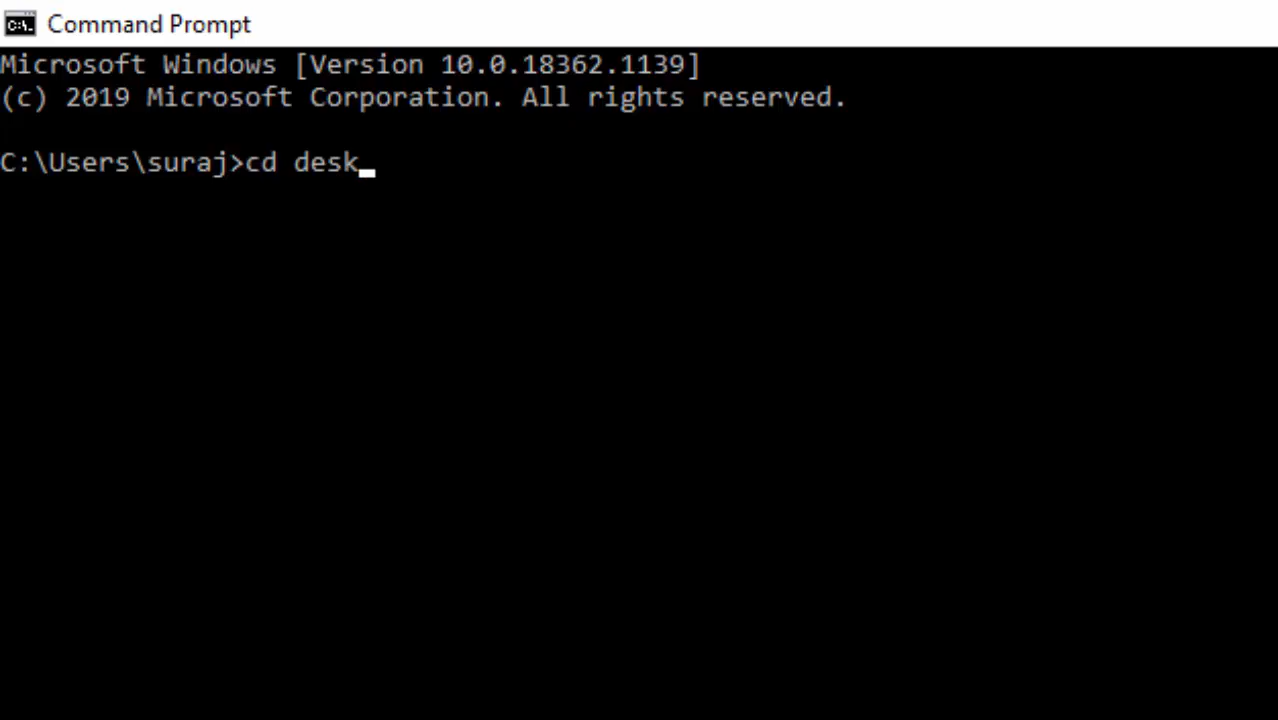 Command Prompt
Microsoft Windows [Version 10.0.18362.1139]
(c) 2019 Microsoft Corporation. All rights reserved.
C:\Users\suraj>cd desk